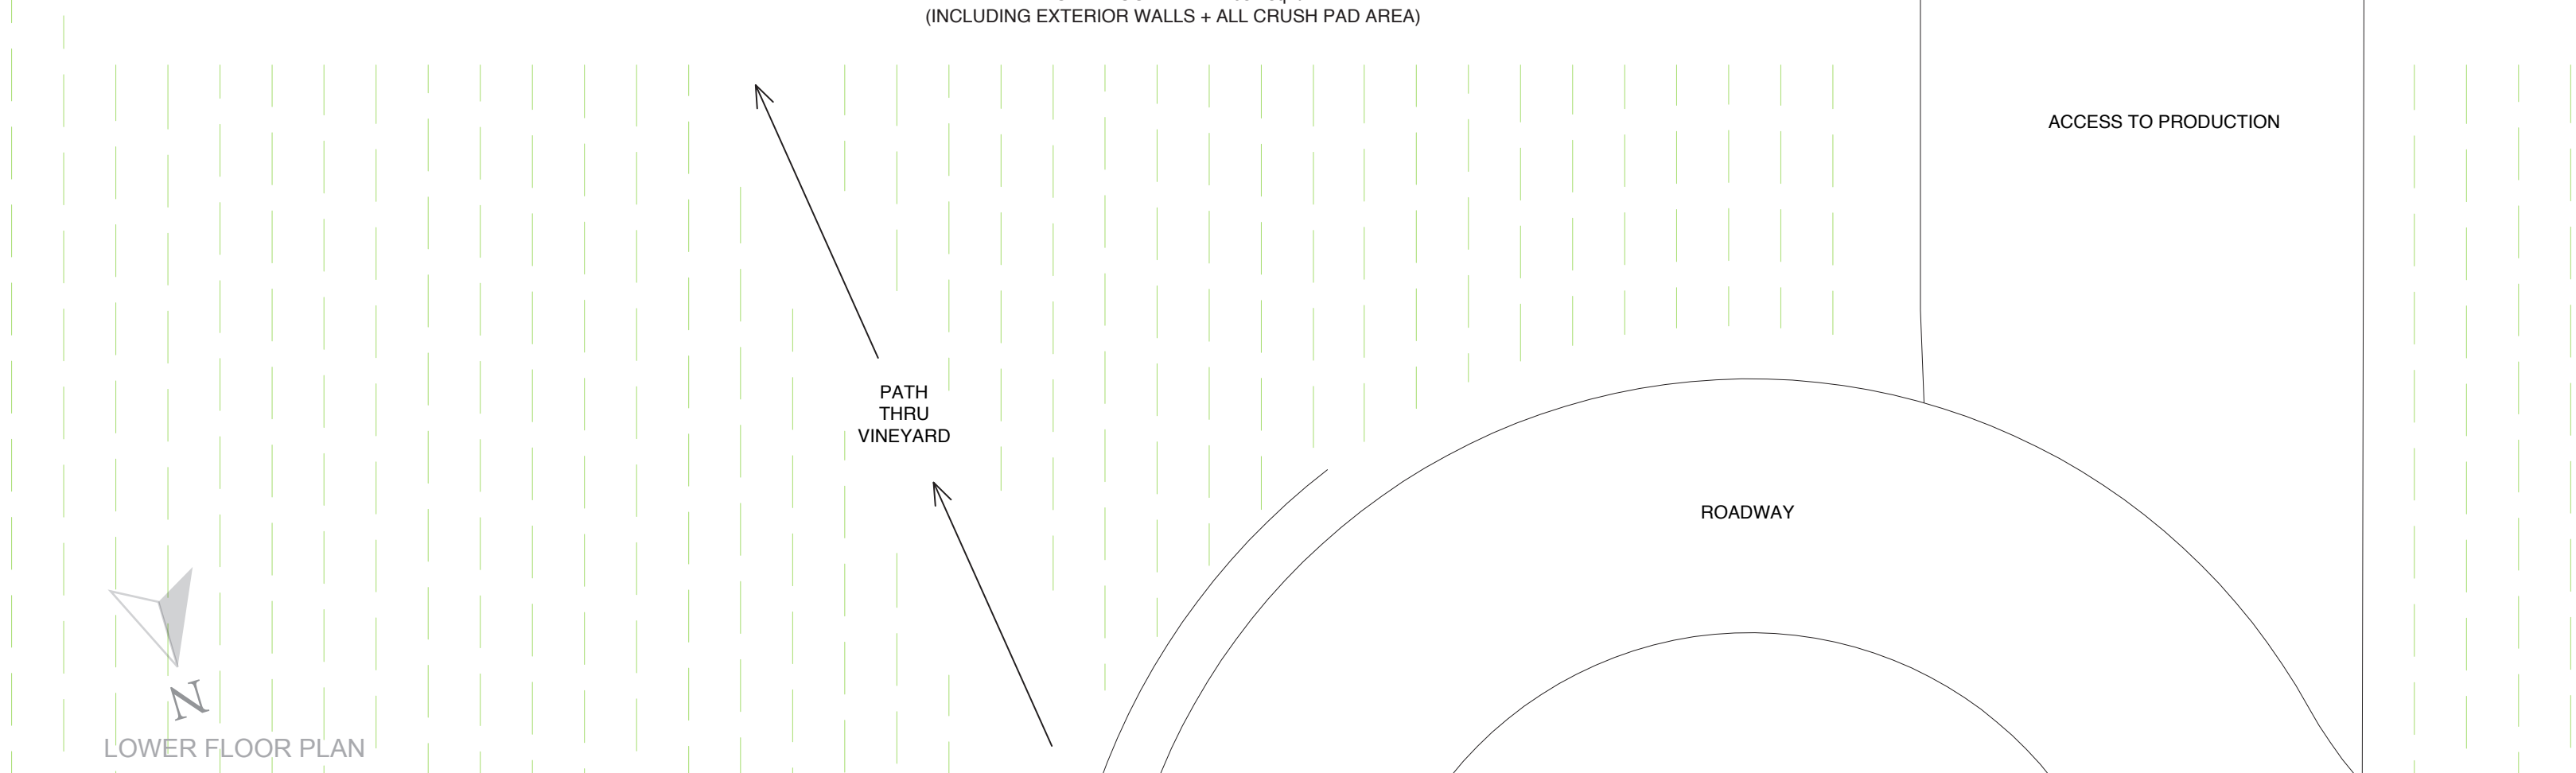 (INCLUDING EXTERIOR WALLS + ALL CRUSH PAD AREA)
ACCESS TO PRODUCTION
PATH
THRU
VINEYARD
ROADWAY
N
LOWER FLOOR PLAN